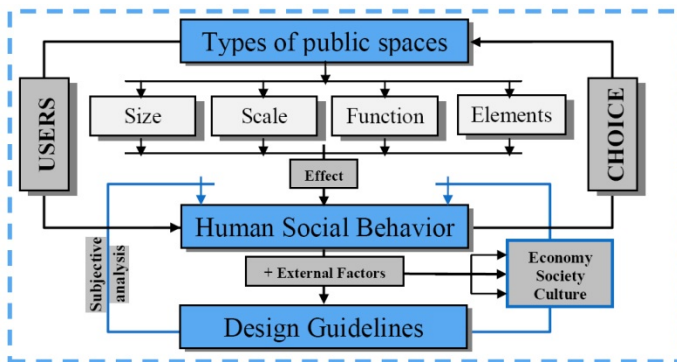 Types of public spaces
USERS
CHOICE
Size
Scale
Function
Elements
Effect
Human Social Behavior
Subjective
analysis
+ External Factors
Economy
Society
Culture
Design Guidelines